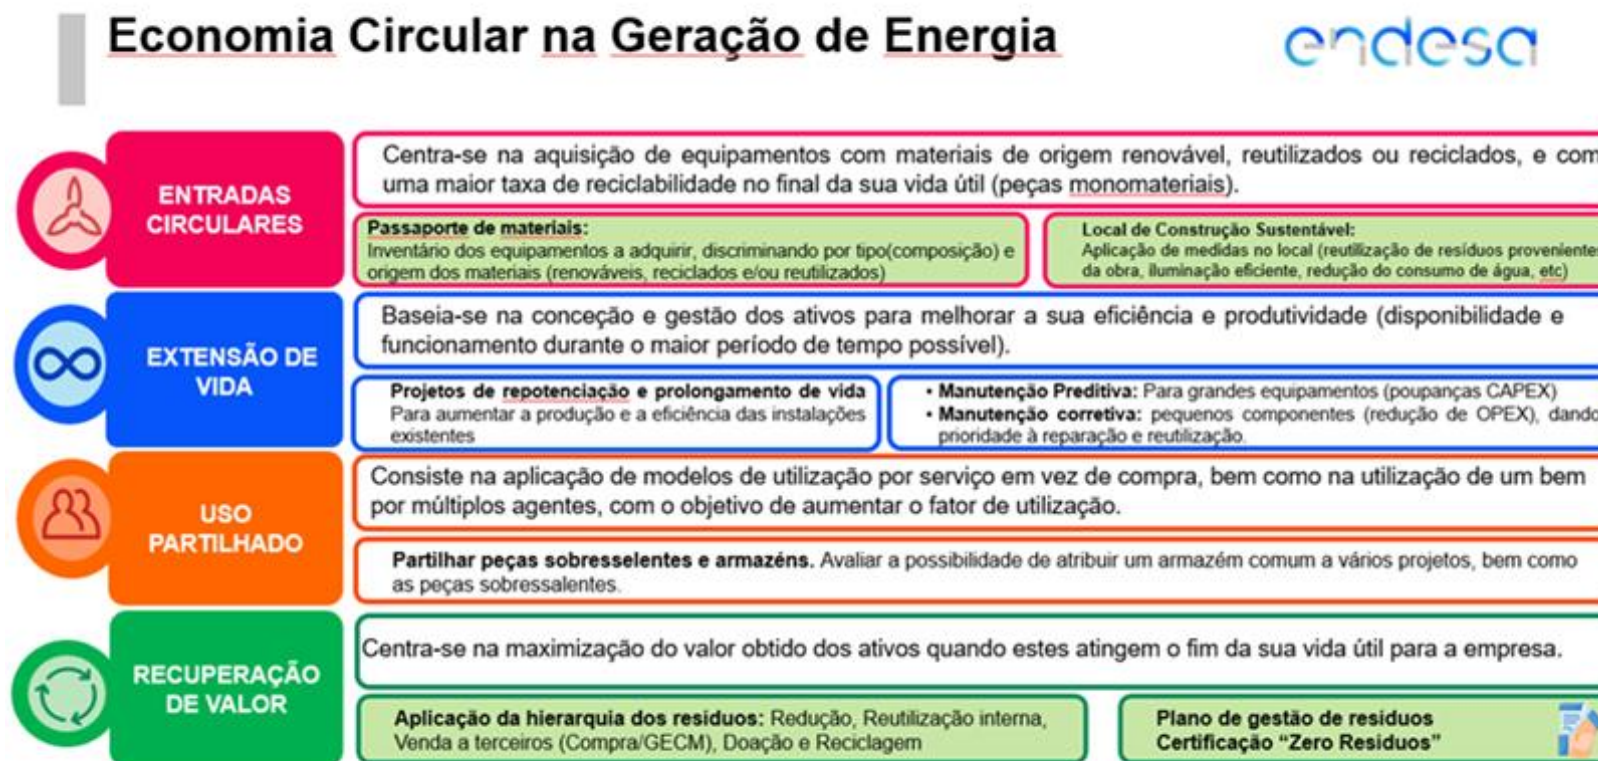 Economia Circular na Geração de Energia
endesa
ENTRADAS
CIRCULARES
Centra-se na aquisição de equipamentos com materiais de origem renovável, reutilizados ou reciclados, e com
uma maior taxa de reciclabilidade no final da sua vida útil (peças monomateriais).
Passaporte de materiais:
Inventário dos equipamentos a adquirir, discriminando por tipo(composição) e
origem dos materiais (renováveis, reciclados e/ou reutilizados)
Local de Construção Sustentável:
Aplicação de medidas no local (reutilização de resíduos provenientes
da obra, iluminação eficiente, redução do consumo de água, etc)
EXTENSÃO DE
VIDA
Baseia-se na conceção e gestão dos ativos para melhorar a sua eficiência e produtividade (disponibilidade e
funcionamento durante o maior período de tempo possível).
Projetos de repotenciação e prolongamento de vida
Para aumentar a produção e a eficiência das instalações
existentes
• Manutenção Preditiva: Para grandes equipamentos (poupanças CAPEX)
• Manutenção corretiva: pequenos componentes (redução de OPEX), dando
prioridade à reparação e reutilização.
USO
PARTILHADO
Consiste na aplicação de modelos de utilização por serviço em vez de compra, bem como na utilização de um bem
por múltiplos agentes, com o objetivo de aumentar o fator de utilização.
Partilhar peças sobresselentes e armazéns. Avaliar a possibilidade de atribuir um armazém comum a vários projetos, bem como
as peças sobressalentes.
RECUPERAÇÃO
DE VALOR
Centra-se na maximização do valor obtido dos ativos quando estes atingem o fim da sua vida útil para a empresa.
Aplicação da hierarquia dos resíduos: Redução, Reutilização interna,
Venda a terceiros (Compra/GECM), Doação e Reciclagem
Plano de gestão de resíduos
Certificação “Zero Resíduos”